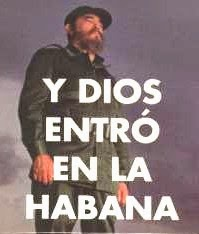 Y DIOS
ENTRÓ
EN LA
HABANA